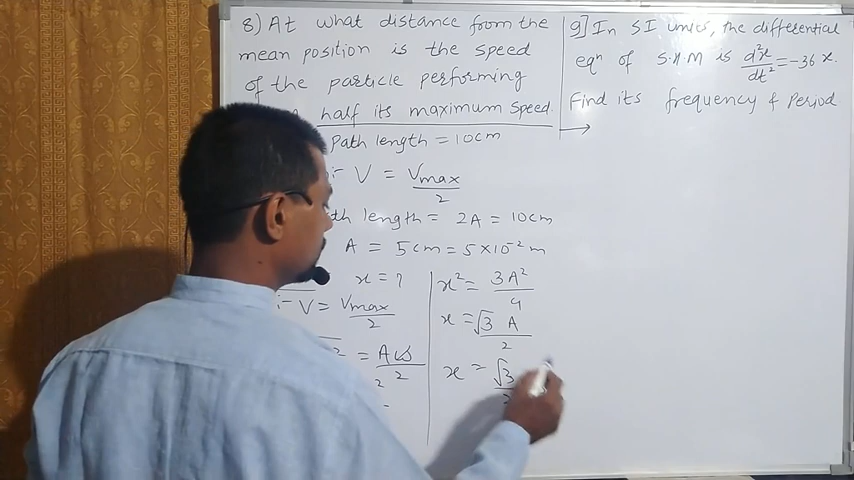 8) At what distance from the
mean position is the speed
of the particle performing
half its maximum speed.
path length = 10cm
:- V = Vmax/2
th length = 2A = 10cm
A = 5cm = 5×10⁻² m
x = ?
:- V = Vmax/2
= Aω/2
x² = 3A²/4
x = √3 A/2
x = √3
9] In SI units, the differential
eqⁿ of S.H.M is d²x/dt² = -36 x.
Find its frequency & Period
→